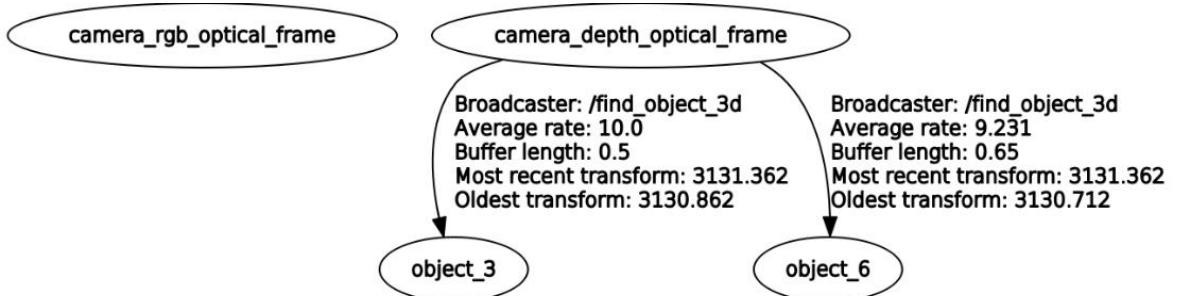 camera_rgb_optical_frame
camera_depth_optical_frame
Broadcaster: /find_object_3d
Average rate: 10.0
Buffer length: 0.5
Most recent transform: 3131.362
Oldest transform: 3130.862
Broadcaster: /find_object_3d
Average rate: 9.231
Buffer length: 0.65
Most recent transform: 3131.362
Oldest transform: 3130.712
object_3
object_6